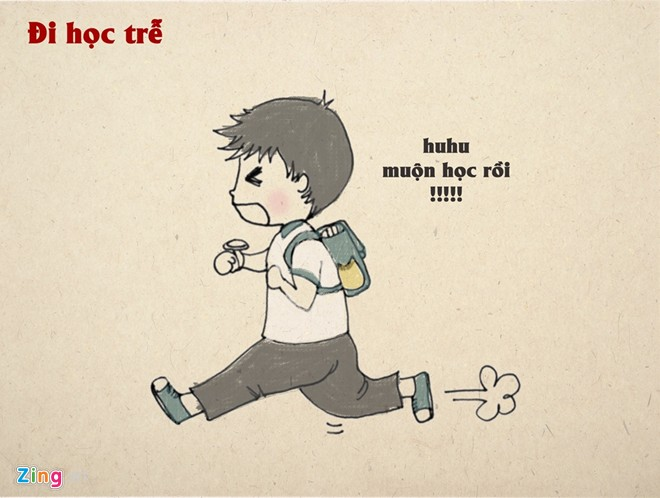 Đi học trễ
huhu
muộn học rồi
!!!!!
Zing